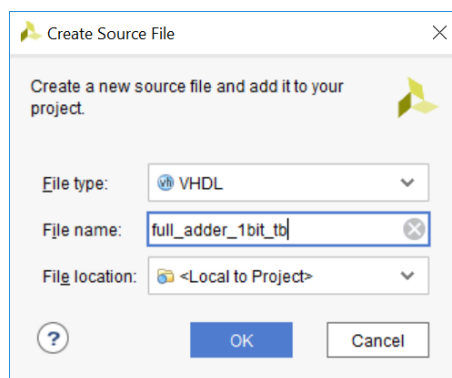 Create Source File
Create a new source file and add it to your
project.
File type: vh VHDL
File name: full_adder_1bit_tb
File location: <Local to Project>
? OK Cancel